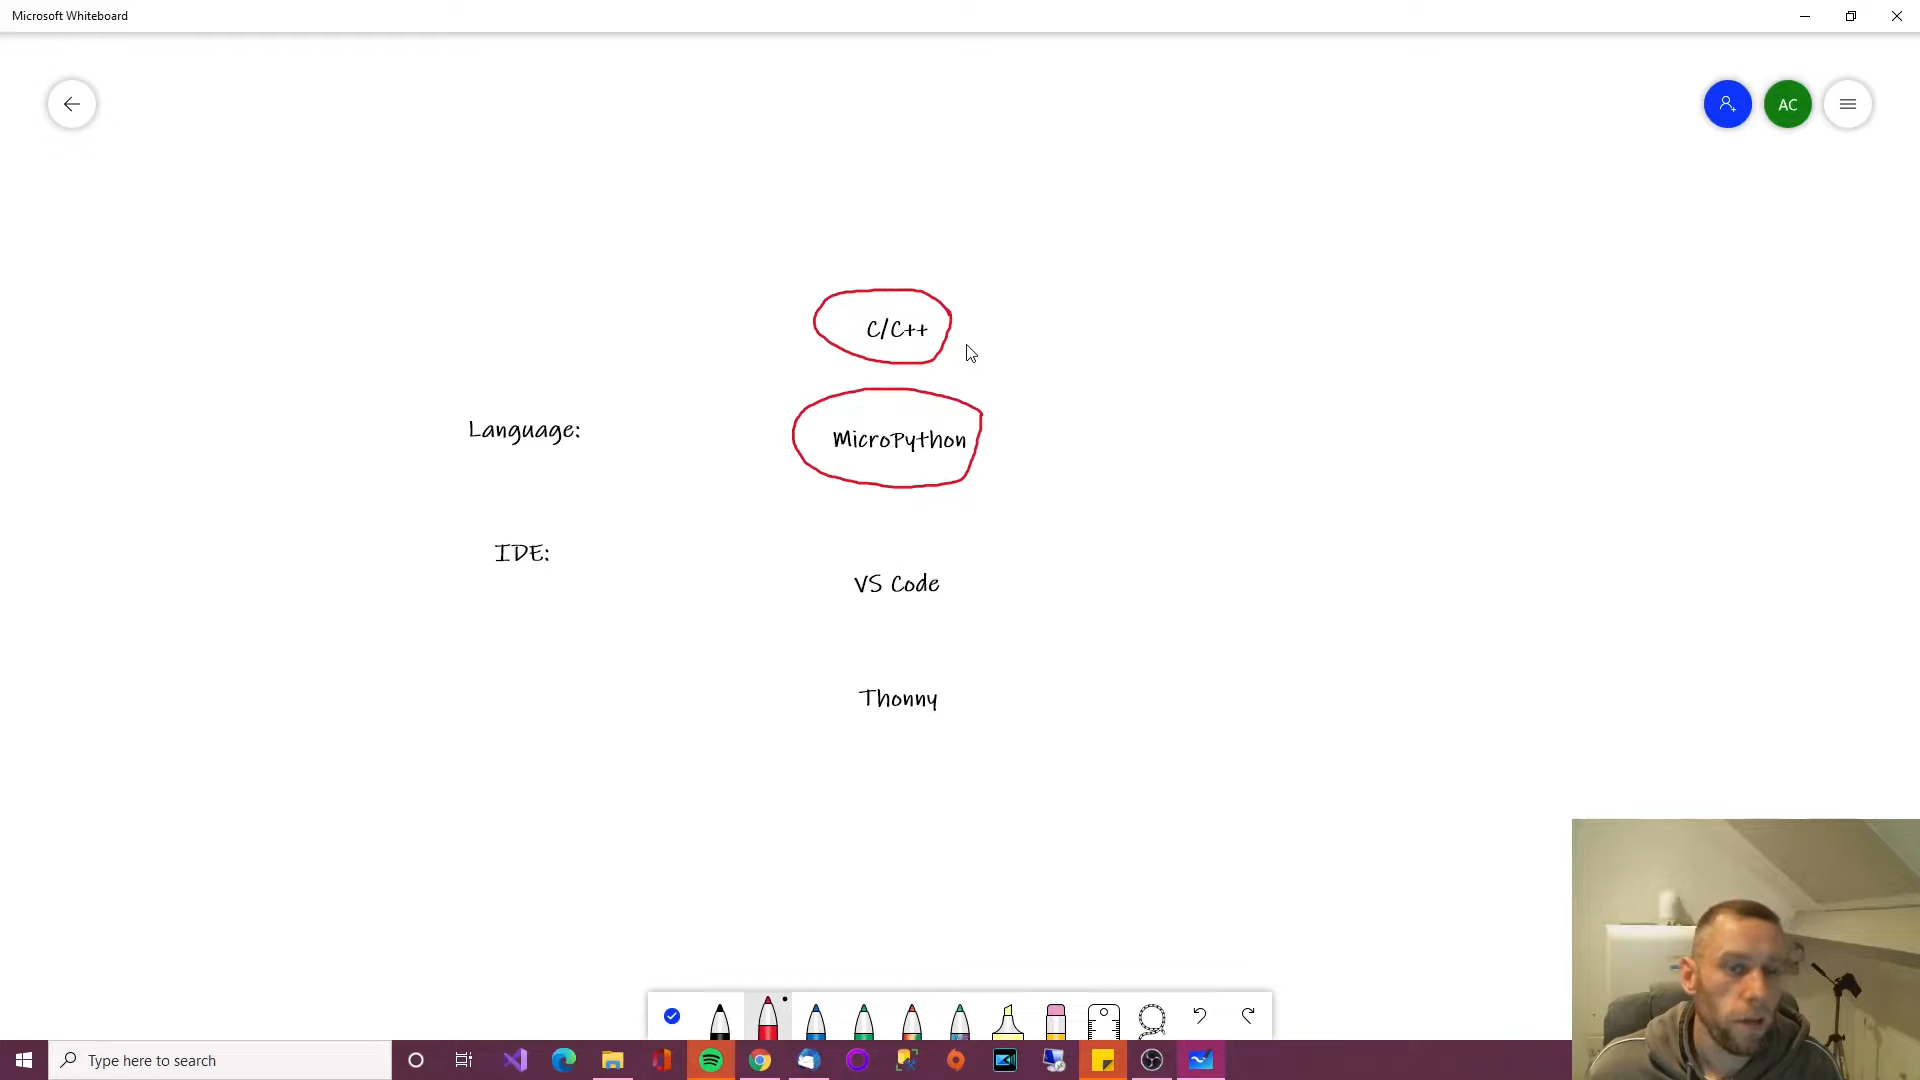 Microsoft Whiteboard
AC
C/C++
Language:
MicroPython
IDE:
VS Code
Thonny
Type here to search